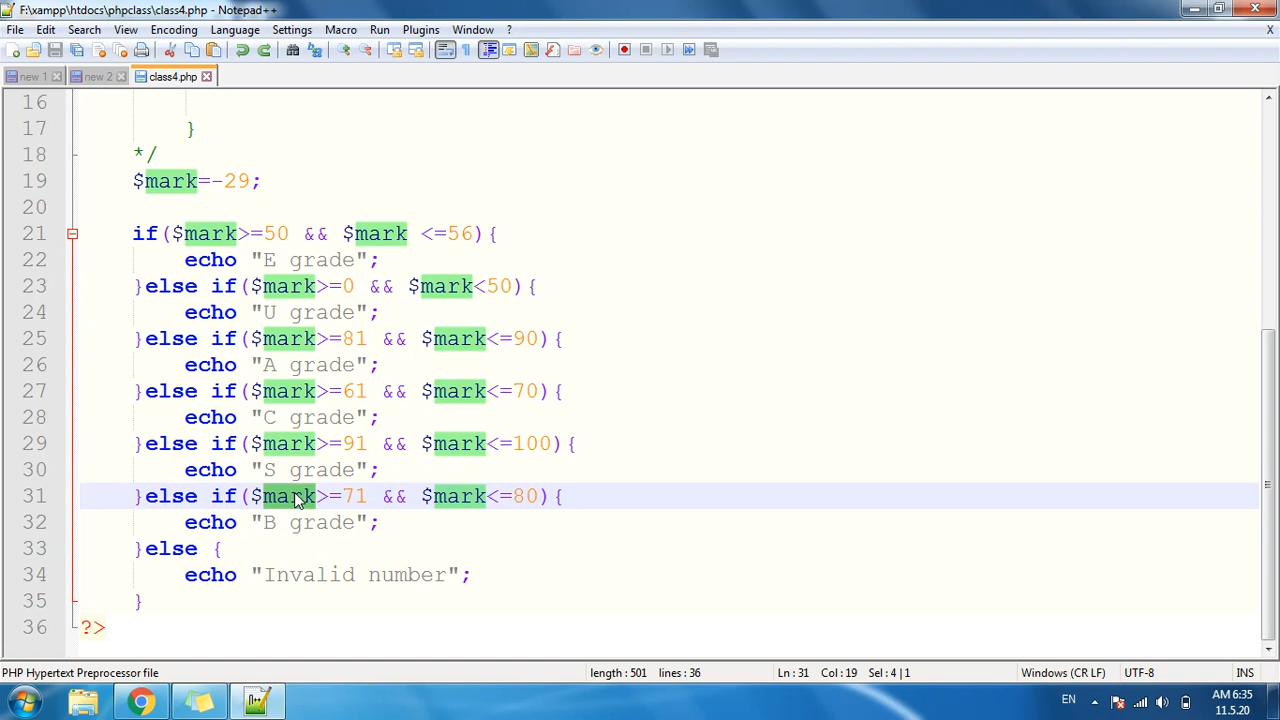 F:\xampp\htdocs\phpclass\class4.php - Notepad++
File Edit Search View Encoding Language Settings Macro Run Plugins Window ? X
new 1 new 2 class4.php
16
17 }
18 */
19 $mark=-29;
20
21 if($mark>=50 && $mark <=56){
22 echo "E grade";
23 }else if($mark>=0 && $mark<50){
24 echo "U grade";
25 }else if($mark>=81 && $mark<=90){
26 echo "A grade";
27 }else if($mark>=61 && $mark<=70){
28 echo "C grade";
29 }else if($mark>=91 && $mark<=100){
30 echo "S grade";
31 }else if($mark>=71 && $mark<=80){
32 echo "B grade";
33 }else {
34 echo "Invalid number";
35 }
36 ?>
PHP Hypertext Preprocessor file length : 501 lines : 36 Ln : 31 Col : 19 Sel : 4 | 1 Windows (CR LF) UTF-8 INS
EN AM 6:35
11.5.20